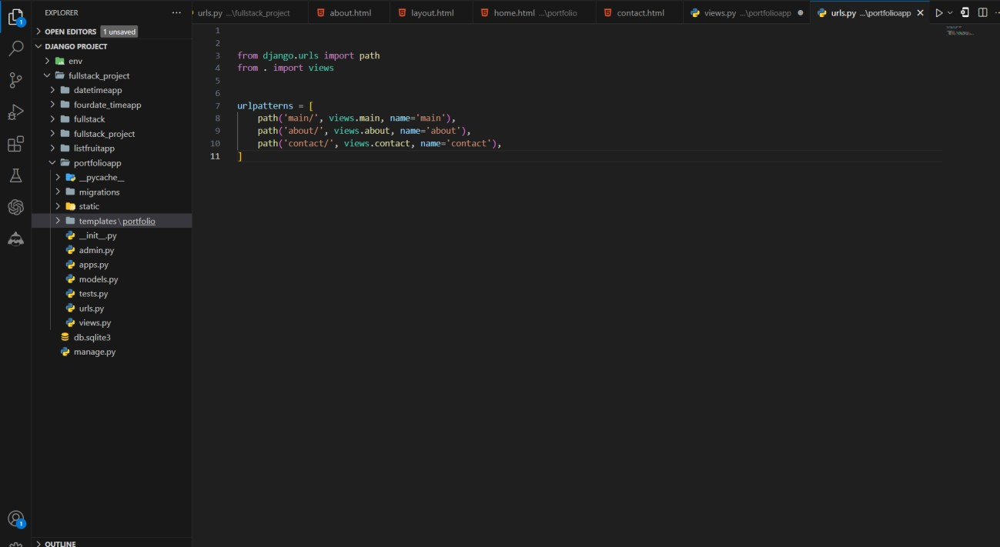 EXPLORER
urls.py ...\fullstack_project
about.html
layout.html
home.html ...\portfolio
contact.html
views.py ...\portfolioapp
urls.py ...\portfolioapp
1
OPEN EDITORS 1 unsaved
DJANGO PROJECT
env
fullstack_project
datetimeapp
fourdate_timeapp
fullstack
fullstack_project
listfruitapp
portfolioapp
__pycache__
migrations
static
templates\portfolio
__init__.py
admin.py
apps.py
models.py
tests.py
urls.py
views.py
db.sqlite3
manage.py
1
OUTLINE
1
2
3 from django.urls import path
4 from . import views
5
6
7 urlpatterns = [
8     path('main/', views.main, name='main'),
9     path('about/', views.about, name='about'),
10     path('contact/', views.contact, name='contact'),
11 ]